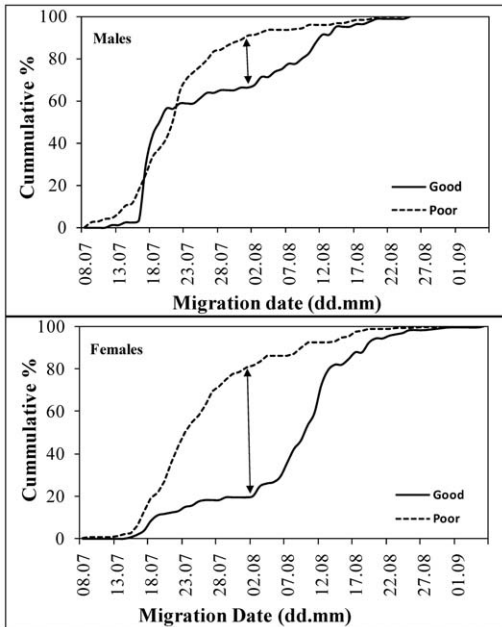 Males
Cummulative %
100
80
60
40
20
0
Good
Poor
08.07 13.07 18.07 23.07 28.07 02.08 07.08 12.08 17.08 22.08 27.08 01.09
Migration date (dd.mm)
Females
Cummulative %
100
80
60
40
20
0
Good
Poor
08.07 13.07 18.07 23.07 28.07 02.08 07.08 12.08 17.08 22.08 27.08 01.09
Migration Date (dd.mm)